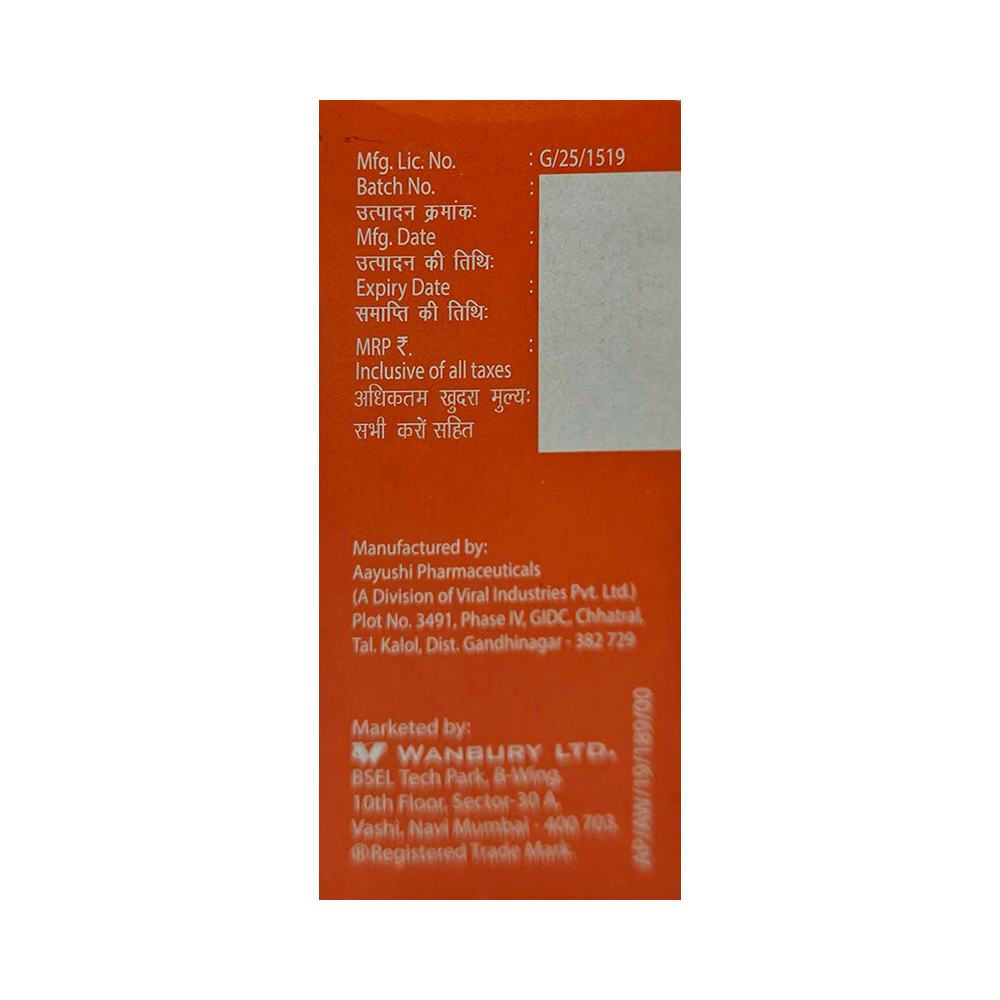 Mfg. Lic. No. : G/25/1519
Batch No. :
उत्पादन क्रमांक:
Mfg. Date :
उत्पादन की तिथि:
Expiry Date :
समाप्ति की तिथि:
MRP ₹. :
Inclusive of all taxes
अधिकतम खुदरा मुल्य:
सभी करों सहित
Manufactured by:
Aayushi Pharmaceuticals
(A Division of Viral Industries Pvt. Ltd.)
Plot No. 3491, Phase IV, GIDC, Chhatral,
Tal. Kalol, Dist. Gandhinagar - 382 729
Marketed by:
WANBURY LTD.
BSEL Tech Park, B-Wing,
10th Floor, Sector-30 A,
Vashi, Navi Mumbai - 400 703.
® Registered Trade Mark
AP/AW/19/189/00